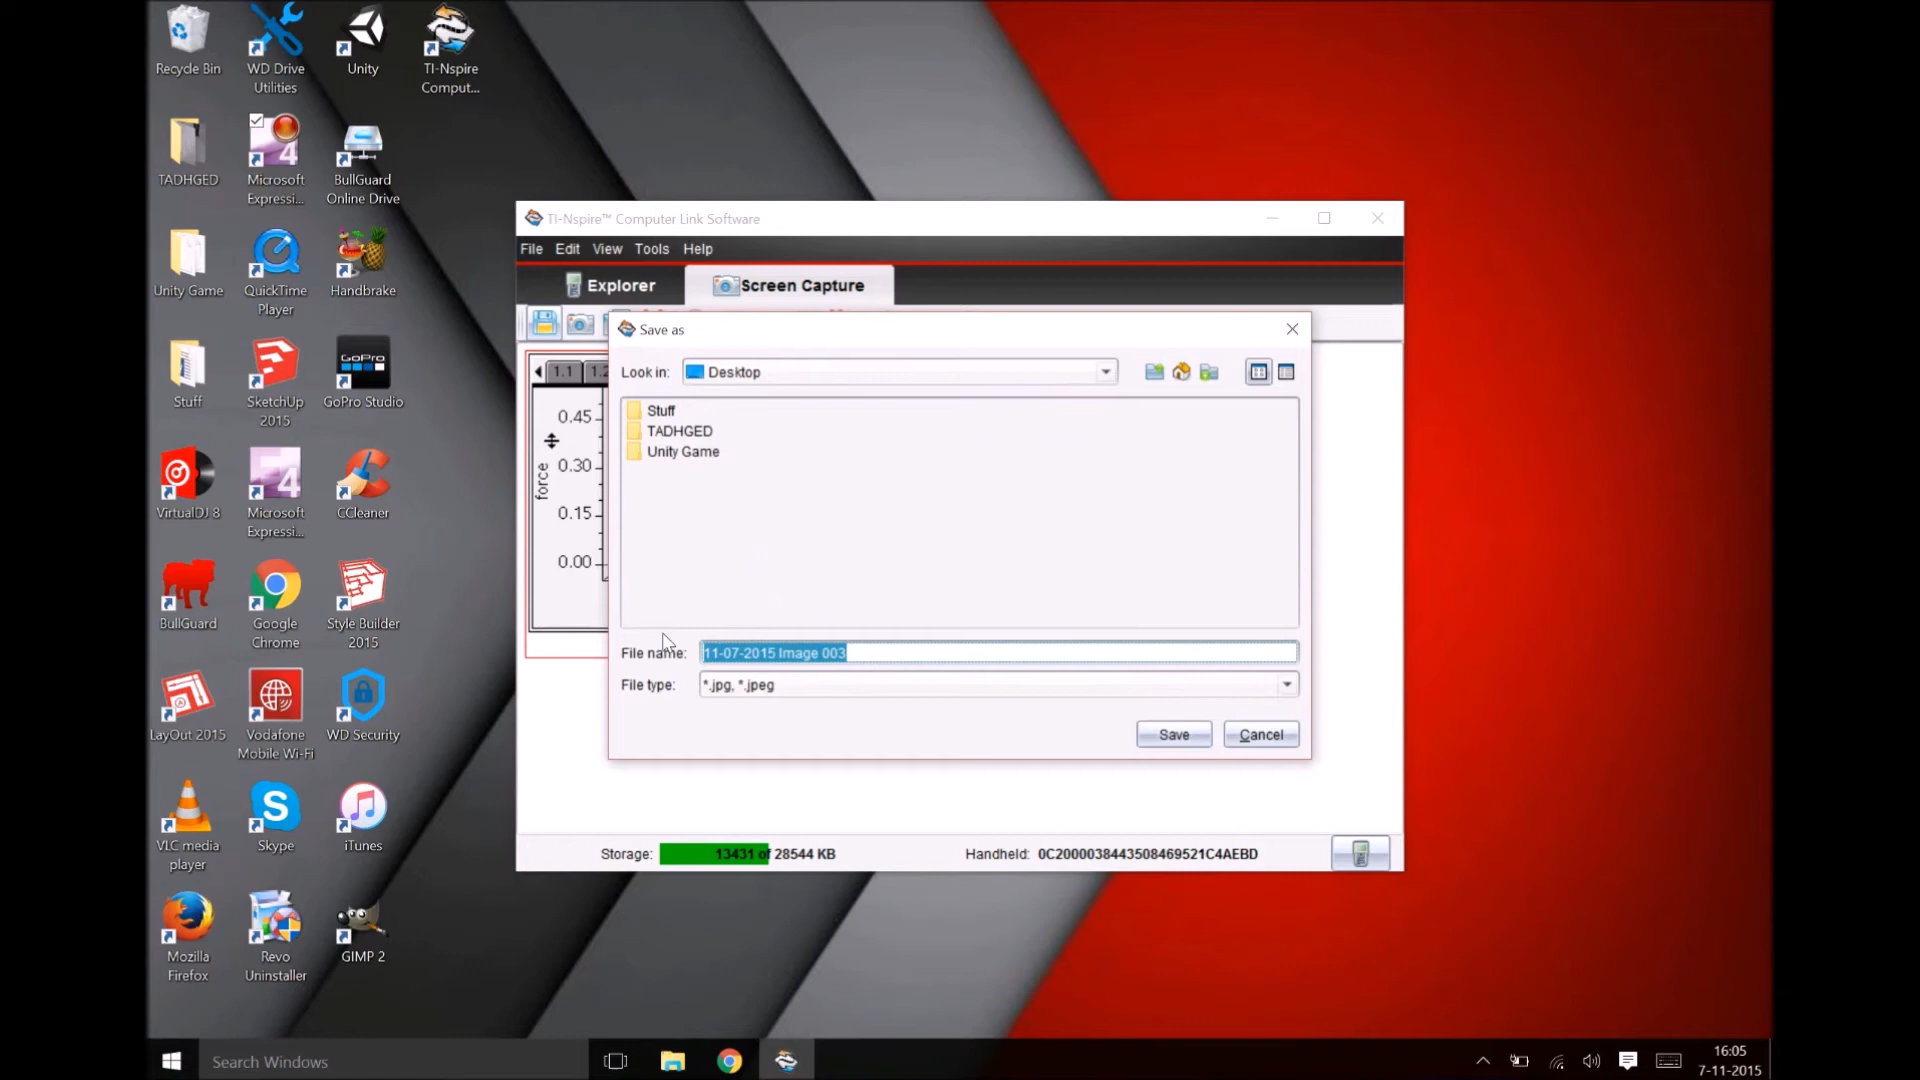 Recycle Bin
WD Drive
Utilities
Unity
TI-Nspire
Comput...
TADHGED
Microsoft
Expressi...
BullGuard
Online Drive
Unity Game
QuickTime
Player
Handbrake
Stuff
SketchUp
2015
GoPro
GoPro Studio
VirtualDJ 8
Microsoft
Expressi...
CCleaner
BullGuard
Google
Chrome
Style Builder
2015
LayOut 2015
Vodafone
Mobile Wi-Fi
WD Security
VLC media
player
Skype
iTunes
Mozilla
Firefox
Revo
Uninstaller
GIMP 2
TI-Nspire™ Computer Link Software
File Edit View Tools Help
Explorer
Screen Capture
1.1
force
0.45
0.30
0.15
0.00
Save as
Look in:
Desktop
Stuff
TADHGED
Unity Game
File name:
11-07-2015 Image 003
File type:
*.jpg, *.jpeg
Save
Cancel
Storage:
13431 of 28544 KB
Handheld: 0C2000038443508469521C4AEBD
Search Windows
16:05
7-11-2015